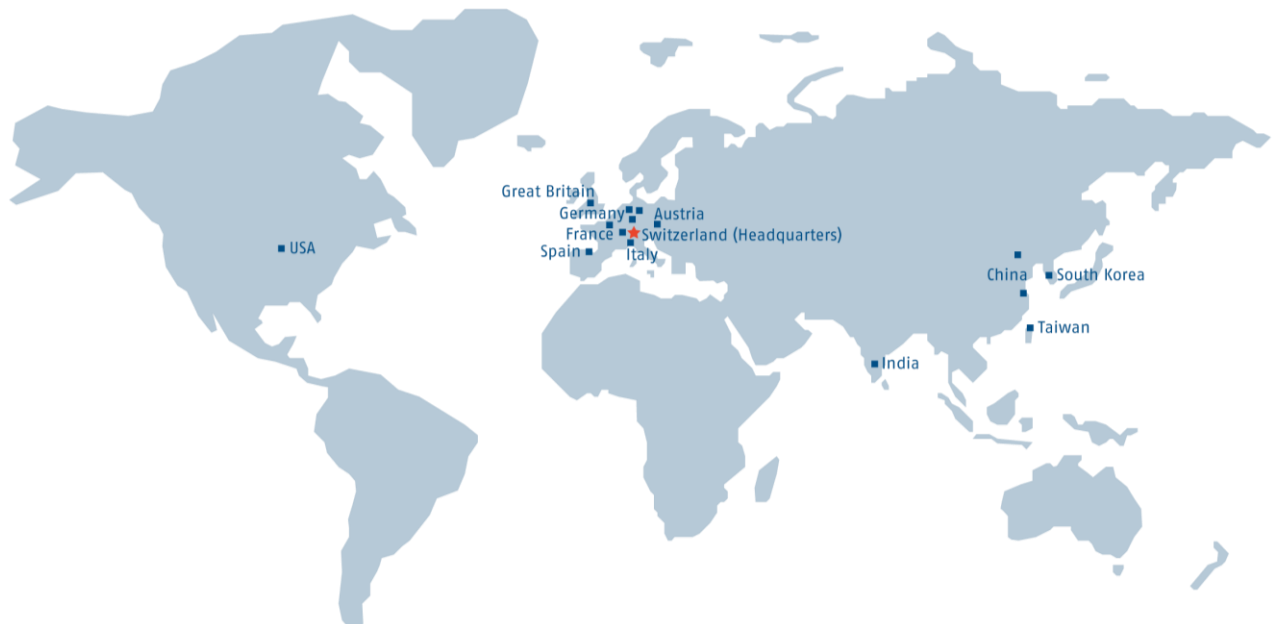 Great Britain
Germany
Austria
France
Switzerland (Headquarters)
USA
Spain
Italy
China
South Korea
Taiwan
India